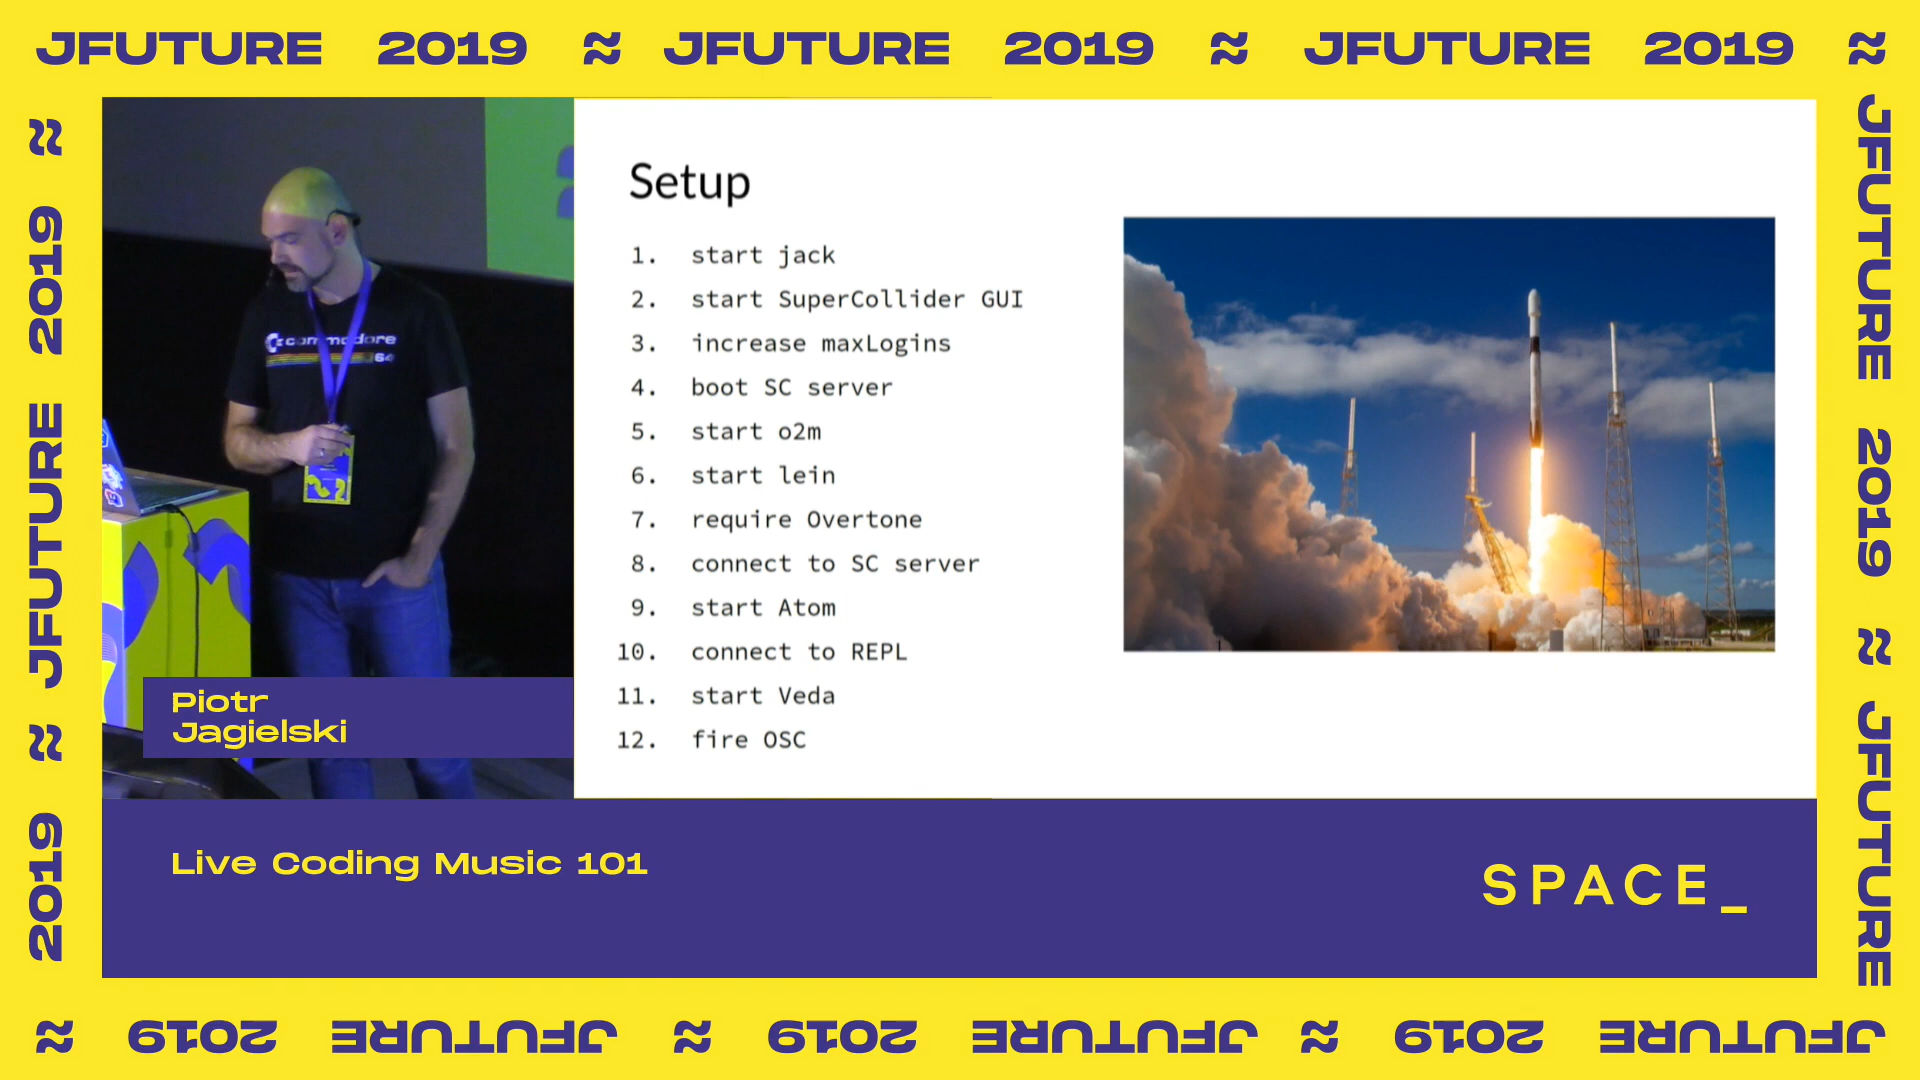 JFUTURE 2019 ≈ JFUTURE 2019 ≈ JFUTURE 2019 ≈
JFUTURE 2019 ≈ JFUTURE
2019 ≈ JFUTURE 2019 ≈
commodore
64
Setup
1. start jack
2. start SuperCollider GUI
3. increase maxLogins
4. boot SC server
5. start o2m
6. start lein
7. require Overtone
8. connect to SC server
9. start Atom
10. connect to REPL
11. start Veda
12. fire OSC
Piotr
Jagielski
Live Coding Music 101
SPACE_
JFUTURE 2019 ≈ JFUTURE 2019 ≈ JFUTURE 2019 ≈